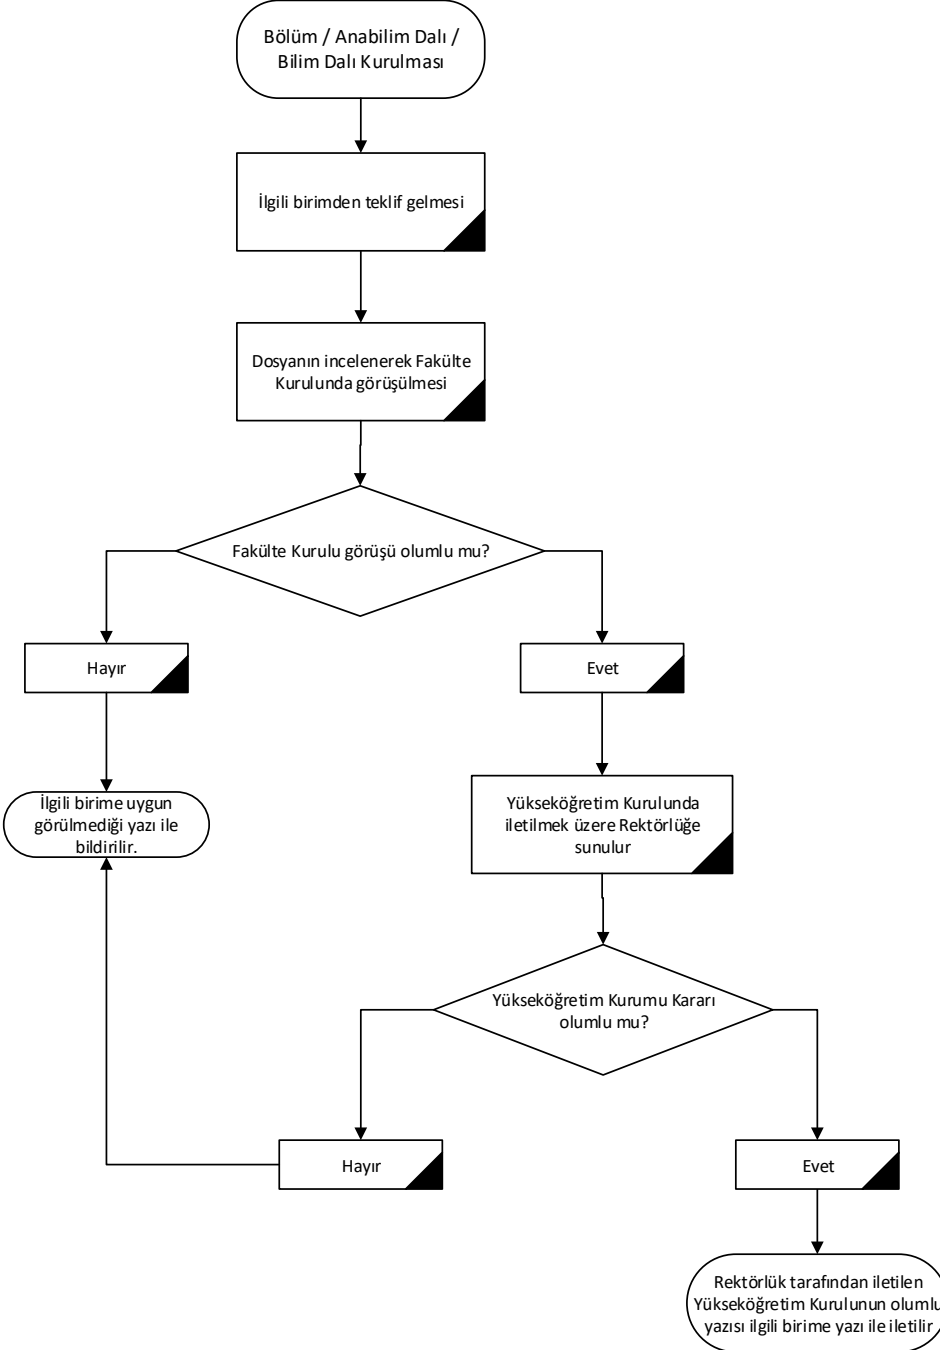 Bölüm / Anabilim Dalı /
Bilim Dalı Kurulması
İlgili birimden teklif gelmesi
Dosyanın incelenerek Fakülte
Kurulunda görüşülmesi
Fakülte Kurulu görüşü olumlu mu?
Hayır
Evet
İlgili birime uygun
görülmediği yazı ile
bildirilir.
Yükseköğretim Kurulunda
iletilmek üzere Rektörlüğe
sunulur
Yükseköğretim Kurumu Kararı
olumlu mu?
Hayır
Evet
Rektörlük tarafından iletilen
Yükseköğretim Kurulunun olumlu
yazısı ilgili birime yazı ile iletilir